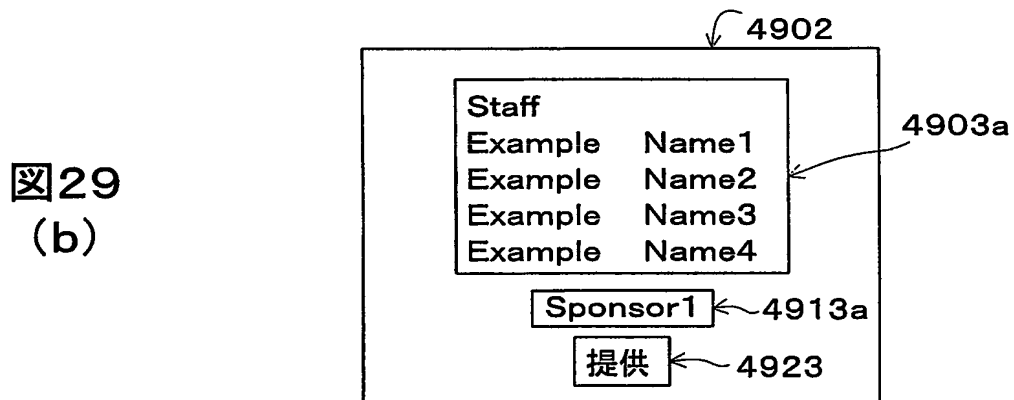 図29
(b)
4902
Staff
Example Name1
Example Name2
Example Name3
Example Name4
4903a
Sponsor1
4913a
提供
4923